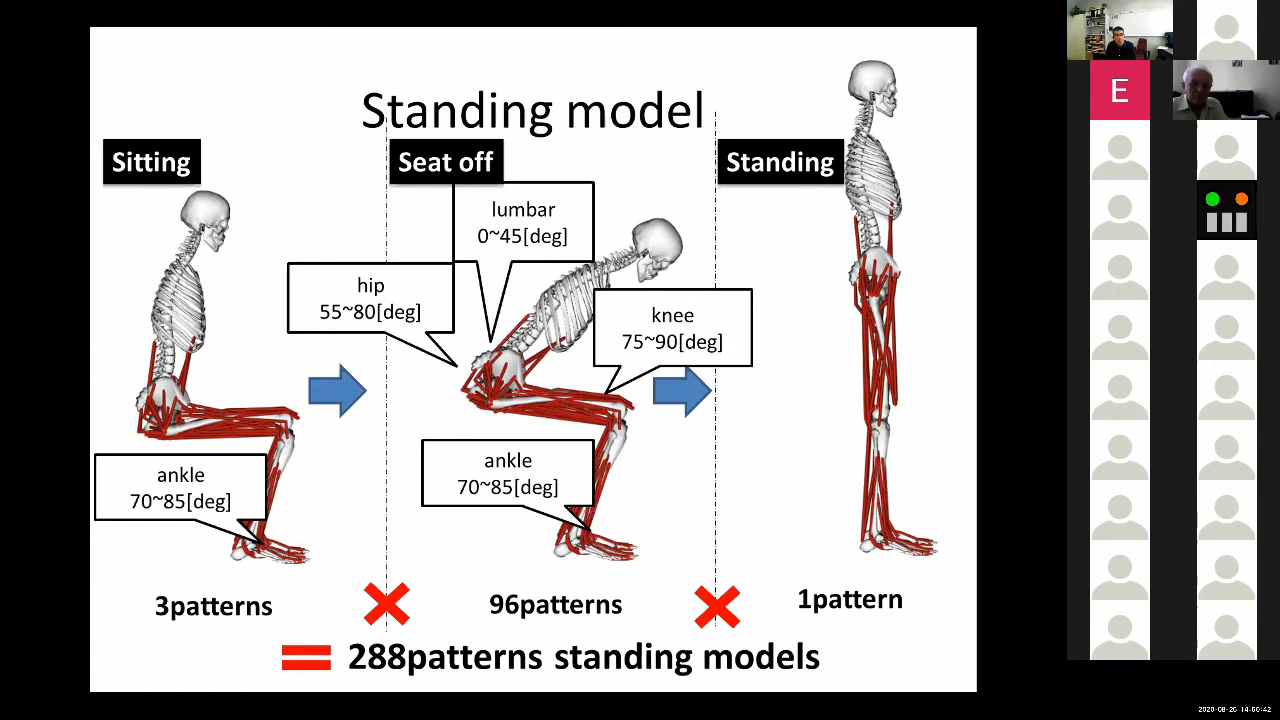 Standing model
Sitting
Seat off
Standing
lumbar
0~45[deg]
hip
55~80[deg]
knee
75~90[deg]
ankle
70~85[deg]
ankle
70~85[deg]
3patterns
96patterns
1pattern
288patterns standing models
E
2020-08-26 14:60:42